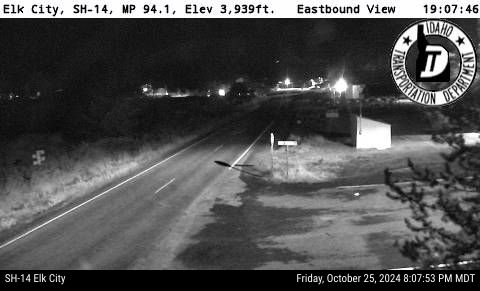 Elk City, SH-14, MP 94.1, Elev 3,939ft. Eastbound View 19:07:46
IDAHO
TRANSPORTATION DEPARTMENT
SH-14 Elk City Friday, October 25, 2024 8:07:53 PM MDT